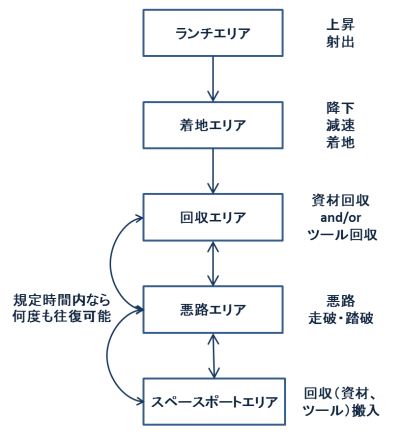 ランチエリア
上昇
射出
着地エリア
降下
減速
着地
回収エリア
資材回収
and/or
ツール回収
規定時間内なら
何度も往復可能
悪路エリア
悪路
走破・踏破
スペースポートエリア
回収（資材、
ツール）搬入